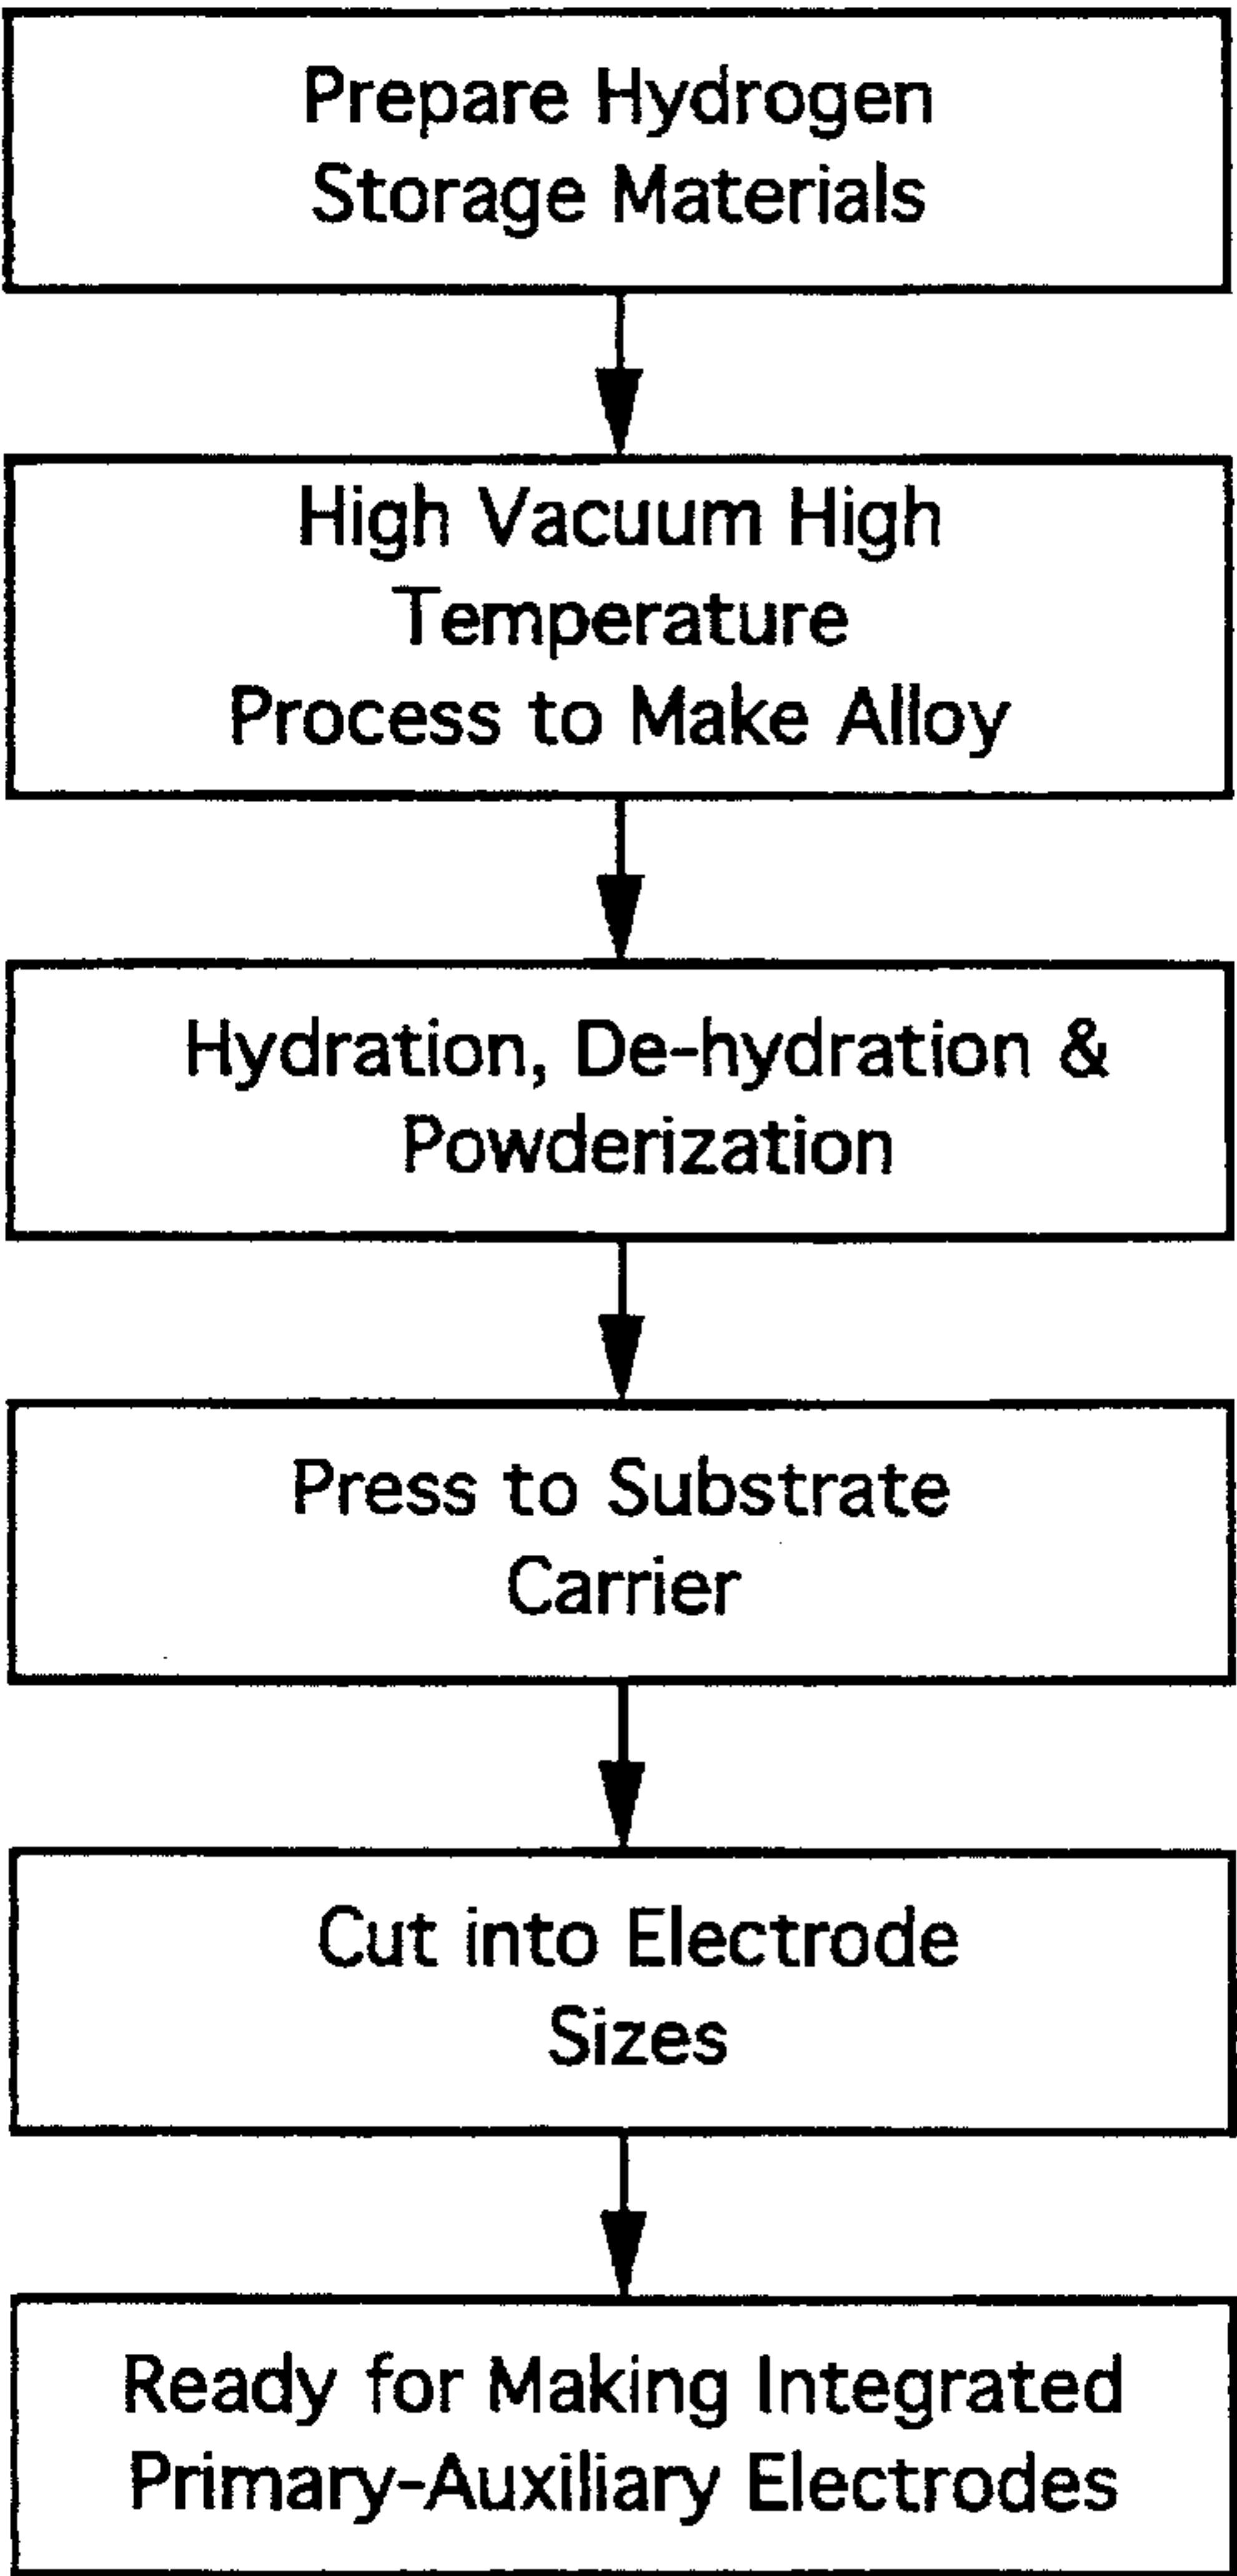 Prepare Hydrogen
Storage Materials
High Vacuum High
Temperature
Process to Make Alloy
Hydration, De-hydration &
Powderization
Press to Substrate
Carrier
Cut into Electrode
Sizes
Ready for Making Integrated
Primary-Auxiliary Electrodes